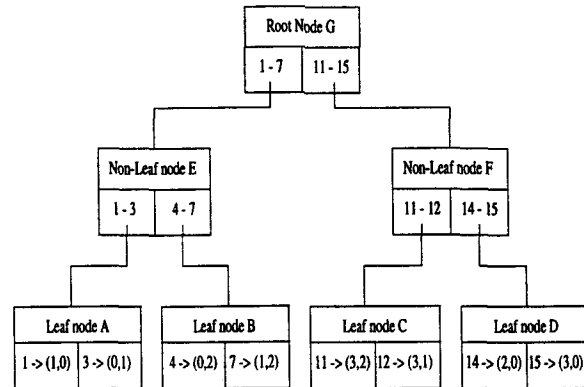 Root Node G
1 - 7 11 - 15
Non-Leaf node E Non-Leaf node F
1 - 3 4 - 7 11 - 12 14 - 15
Leaf node A Leaf node B Leaf node C Leaf node D
1 -> (1,0) 3 -> (0,1) 4 -> (0,2) 7 -> (1,2) 11 -> (3,2) 12 -> (3,1) 14 -> (2,0) 15 -> (3,0)